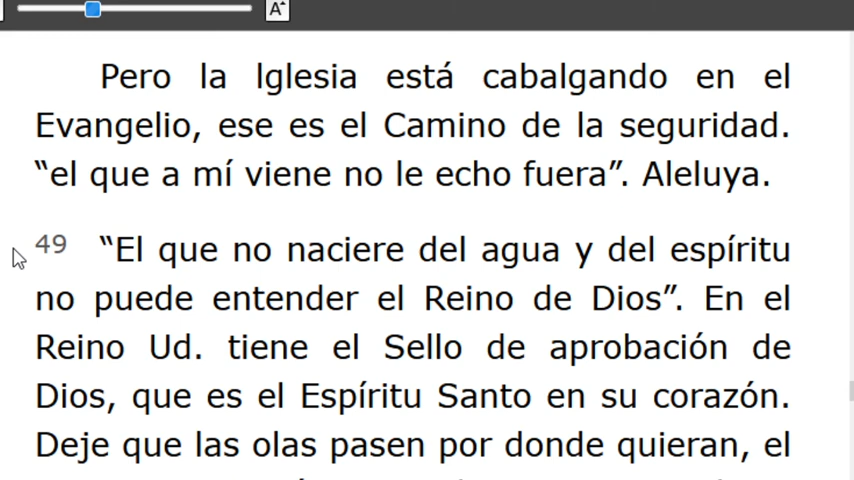 A
Pero la Iglesia está cabalgando en el
Evangelio, ese es el Camino de la seguridad.
“el que a mí viene no le echo fuera”. Aleluya.
49 “El que no naciere del agua y del espíritu
no puede entender el Reino de Dios”. En el
Reino Ud. tiene el Sello de aprobación de
Dios, que es el Espíritu Santo en su corazón.
Deje que las olas pasen por donde quieran, el